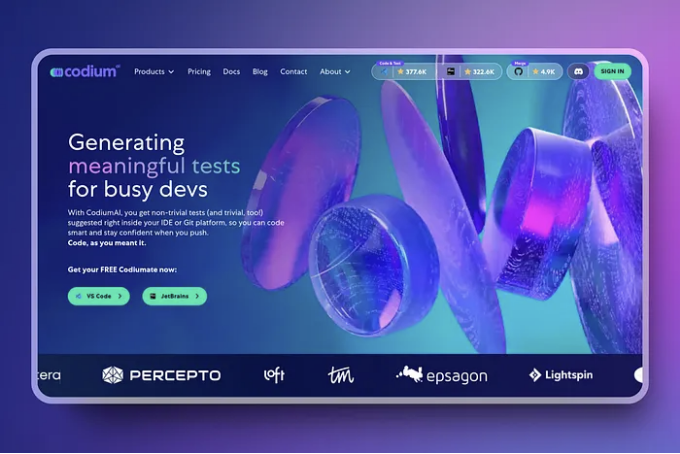 codium
Products
Pricing
Docs
Blog
Contact
About
Code & Test
377.6K
322.6K
Merge
4.9K
SIGN IN
Generating
meaningful tests
for busy devs
With CodiumAI, you get non-trivial tests (and trivial, too!)
suggested right inside your IDE or Git platform, so you can code
smart and stay confident when you push.
Code, as you meant it.
Get your FREE Codiumate now:
VS Code
JetBrains
tera
PERCEPTO
loft
tm
epsagon
Lightspin